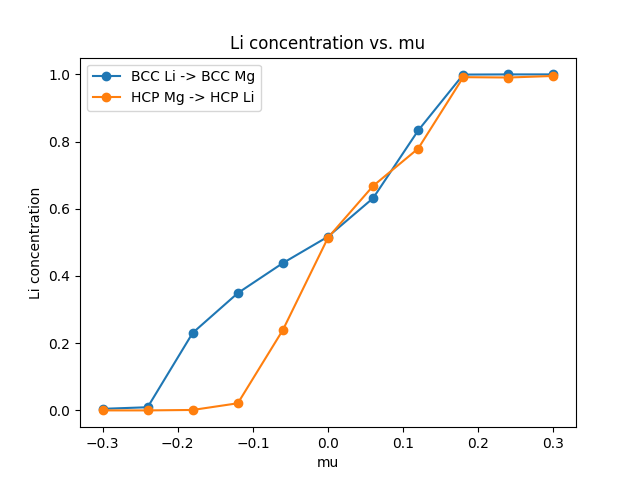 Li concentration vs. mu
BCC Li -> BCC Mg
HCP Mg -> HCP Li
Li concentration
1.0
0.8
0.6
0.4
0.2
0.0
−0.3
−0.2
−0.1
0.0
0.1
0.2
0.3
mu